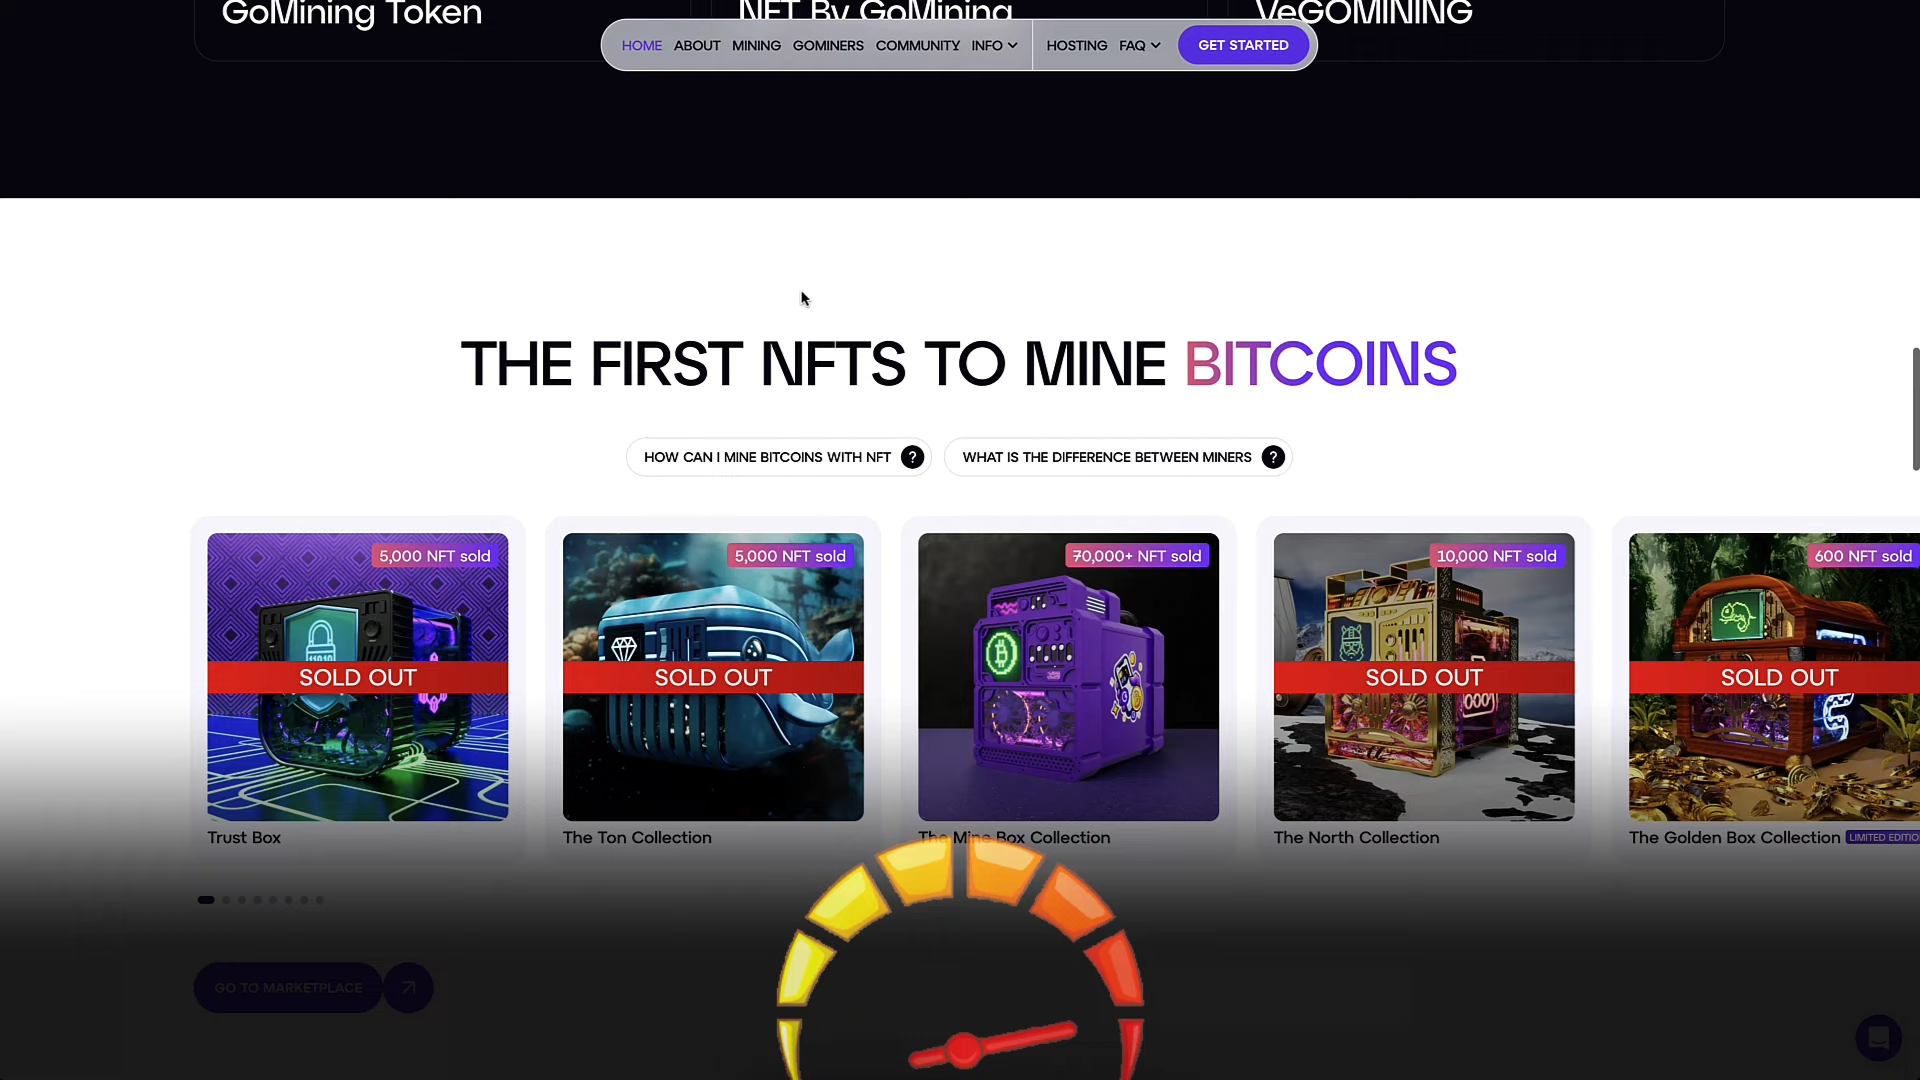 GoMining Token
NFT By GoMining
VeGOMINING
HOME ABOUT MINING GOMINERS COMMUNITY INFO HOSTING FAQ GET STARTED
THE FIRST NFTS TO MINE BITCOINS
HOW CAN I MINE BITCOINS WITH NFT ?
WHAT IS THE DIFFERENCE BETWEEN MINERS ?
5,000 NFT sold
SOLD OUT
Trust Box
5,000 NFT sold
SOLD OUT
The Ton Collection
70,000+ NFT sold
The Mine Box Collection
10,000 NFT sold
SOLD OUT
The North Collection
600 NFT sold
SOLD OUT
The Golden Box Collection LIMITED EDITIO
GO TO MARKETPLACE